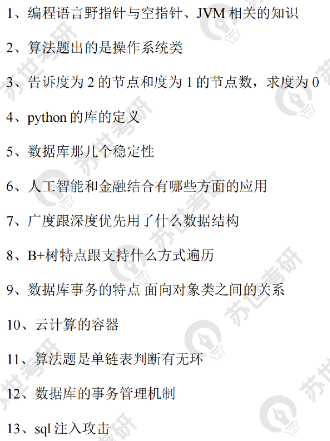 1、编程语言野指针与空指针、JVM 相关的知识
2、算法题出的是操作系统类
3、告诉度为 2 的节点和度为 1 的节点数，求度为 0
4、python 的库的定义
5、数据库那几个稳定性
6、人工智能和金融结合有哪些方面的应用
7、广度跟深度优先用了什么数据结构
8、B+树特点跟支持什么方式遍历
9、数据库事务的特点 面向对象类之间的关系
10、云计算的容器
11、算法题是单链表判断有无环
12、数据库的事务管理机制
13、sql 注入攻击
苏世考研